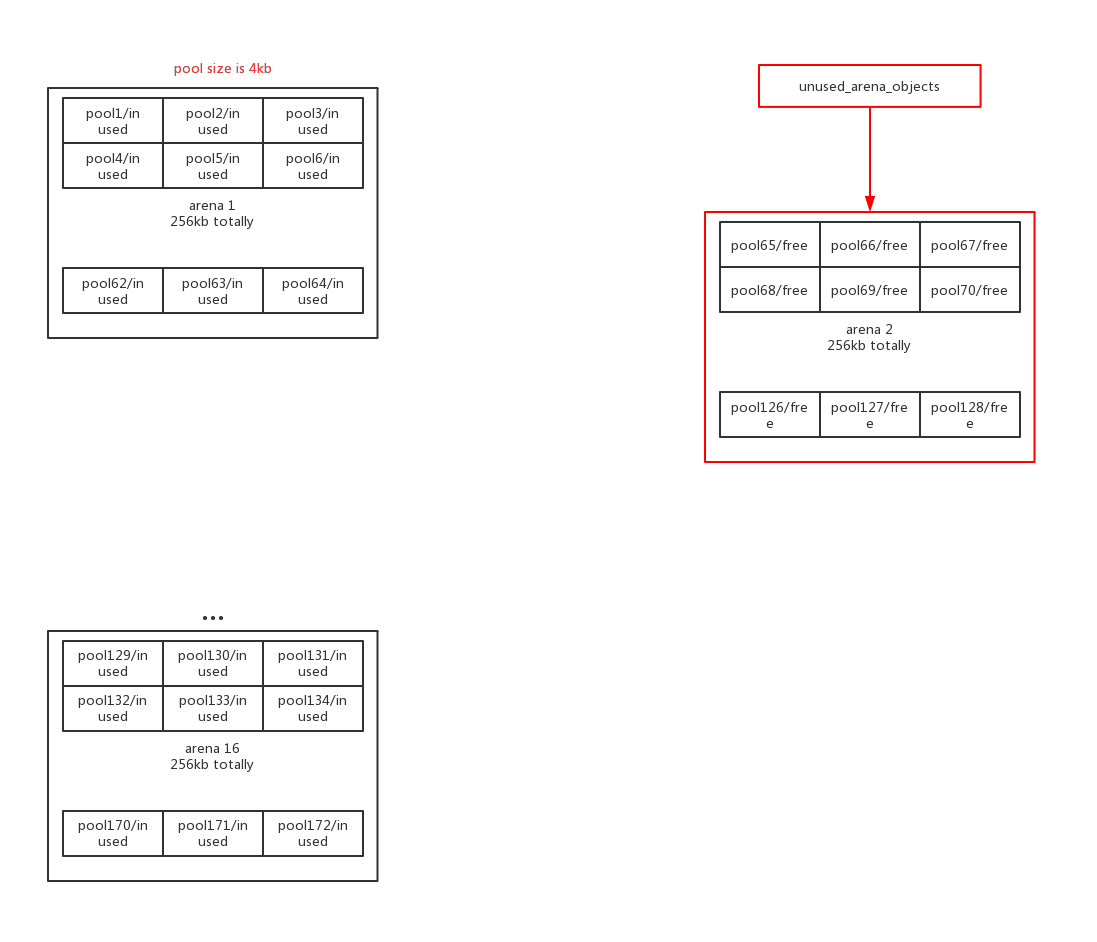 pool size is 4kb
pool1/in
used
pool2/in
used
pool3/in
used
pool4/in
used
pool5/in
used
pool6/in
used
arena 1
256kb totally
pool62/in
used
pool63/in
used
pool64/in
used
unused_arena_objects
pool65/free
pool66/free
pool67/free
pool68/free
pool69/free
pool70/free
arena 2
256kb totally
pool126/fre
e
pool127/fre
e
pool128/fre
e
...
pool129/in
used
pool130/in
used
pool131/in
used
pool132/in
used
pool133/in
used
pool134/in
used
arena 16
256kb totally
pool170/in
used
pool171/in
used
pool172/in
used